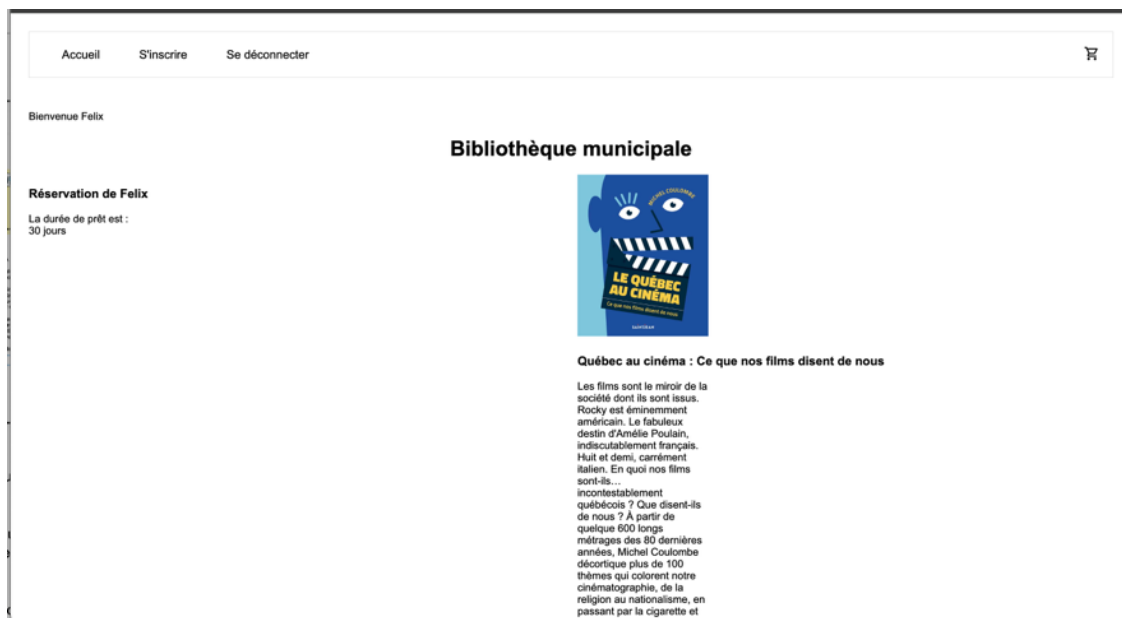 Accueil
S'inscrire
Se déconnecter
Bienvenue Felix
Bibliothèque municipale
Réservation de Felix
La durée de prêt est :
30 jours
MICHEL COULOMBE
LE QUÉBEC
AU CINÉMA
Ce que nos films disent de nous
Québec au cinéma : Ce que nos films disent de nous
Les films sont le miroir de la
société dont ils sont issus.
Rocky est éminemment
américain. Le fabuleux
destin d'Amélie Poulain,
indiscutablement français.
Huit et demi, carrément
italien. En quoi nos films
sont-ils…
incontestablement
québécois ? Que disent-ils
de nous ? À partir de
quelque 600 longs
métrages des 80 dernières
années, Michel Coulombe
décortique plus de 100
thèmes qui colorent notre
cinématographie, de la
religion au nationalisme, en
passant par la cigarette et